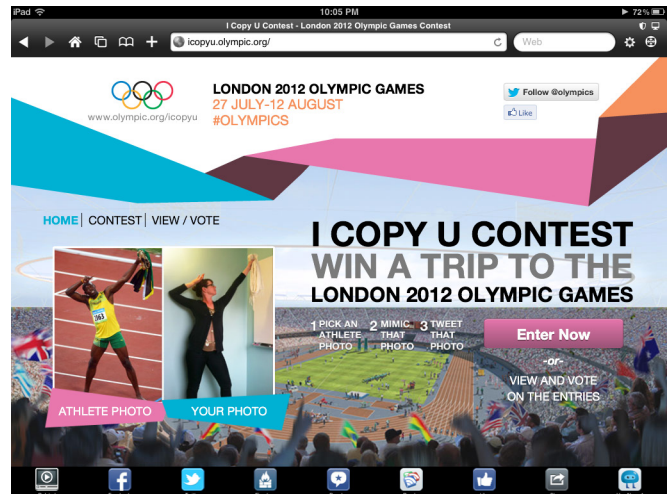 iPad
10:05 PM
72%
I Copy U Contest - London 2012 Olympic Games Contest
icopyu.olympic.org/
Web
www.olympic.org/icopyu
LONDON 2012 OLYMPIC GAMES
27 JULY-12 AUGUST
#OLYMPICS
Follow @olympics
Like
HOME| CONTEST| VIEW / VOTE
I COPY U CONTEST
WIN A TRIP TO THE
LONDON 2012 OLYMPIC GAMES
1 PICK AN ATHLETE PHOTO
2 MIMIC THAT PHOTO
3 TWEET THAT PHOTO
Enter Now
-or-
VIEW AND VOTE
ON THE ENTRIES
2163
ATHLETE PHOTO
YOUR PHOTO